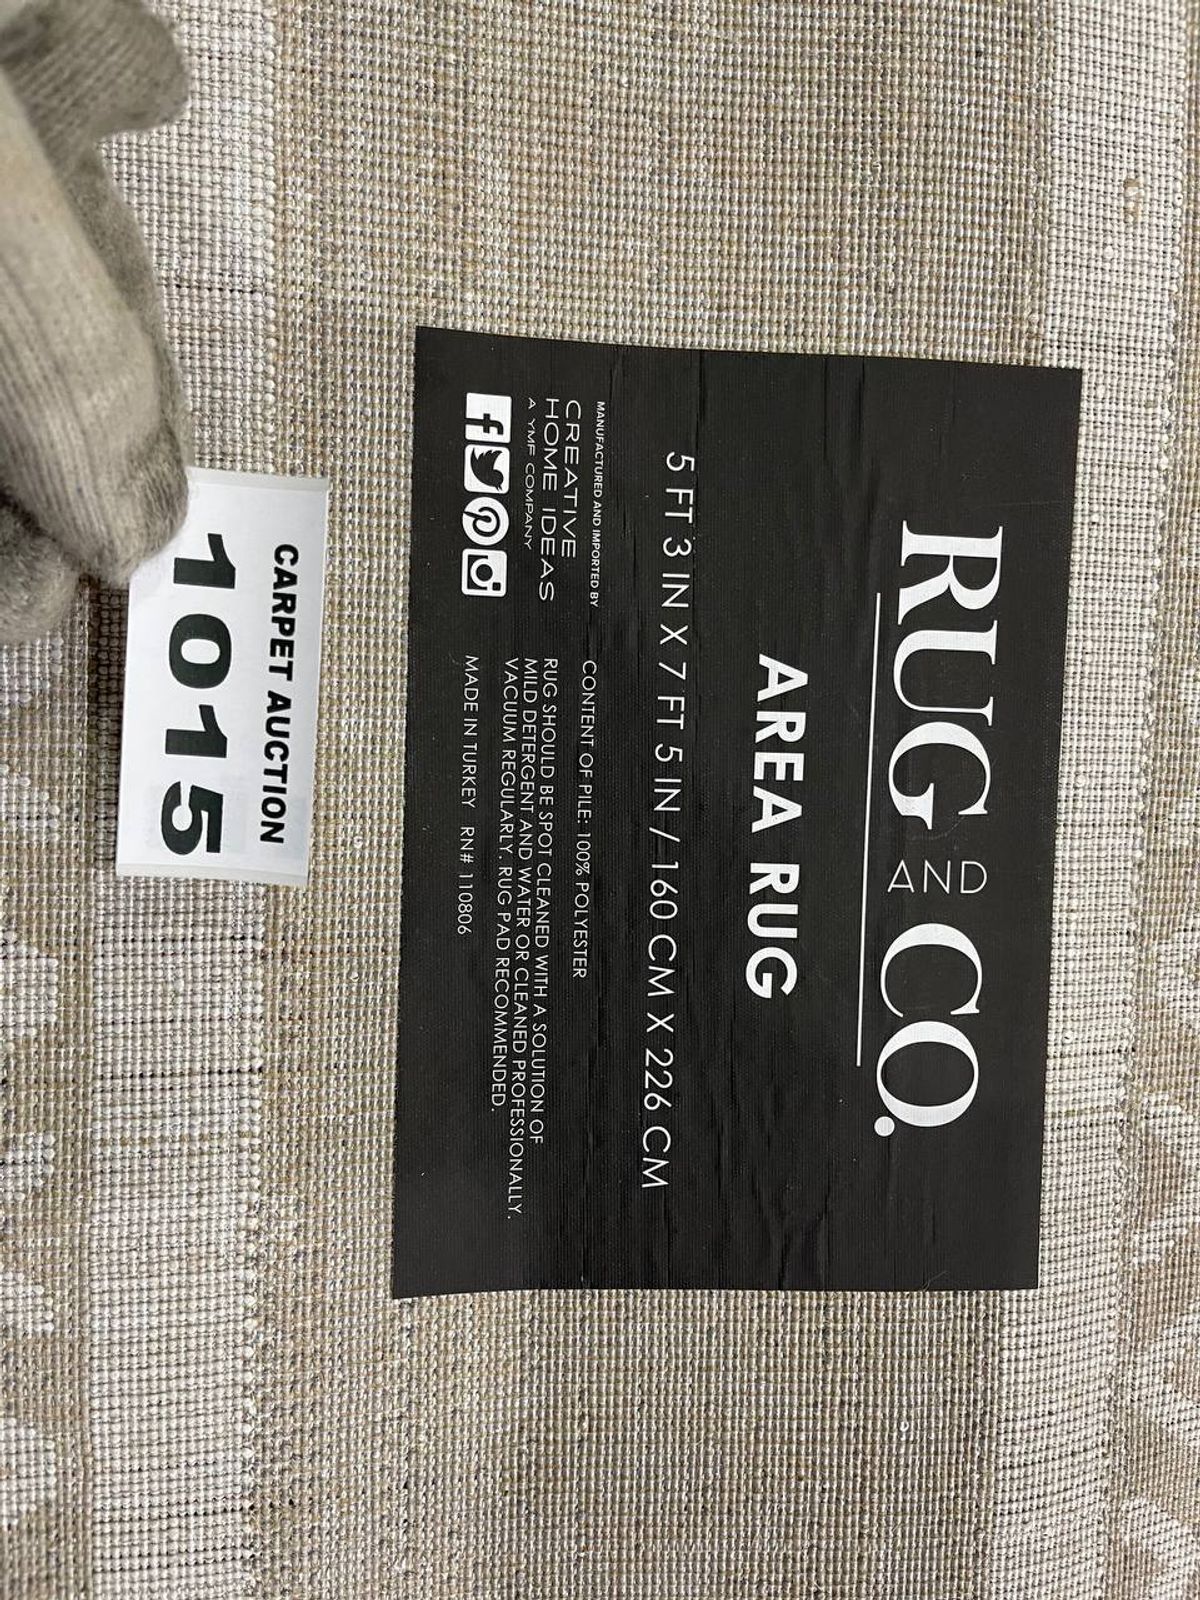 RUG AND CO.
AREA RUG
5 FT 3 IN X 7 FT 5 IN / 160 CM X 226 CM
MANUFACTURED AND IMPORTED BY
CREATIVE
HOME IDEAS
A YMF COMPANY
CONTENT OF PILE: 100% POLYESTER
RUG SHOULD BE SPOT CLEANED WITH A SOLUTION OF
MILD DETERGENT AND WATER OR CLEANED PROFESSIONALLY.
VACUUM REGULARLY. RUG PAD RECOMMENDED.
MADE IN TURKEY RN# 110806
CARPET AUCTION
1015